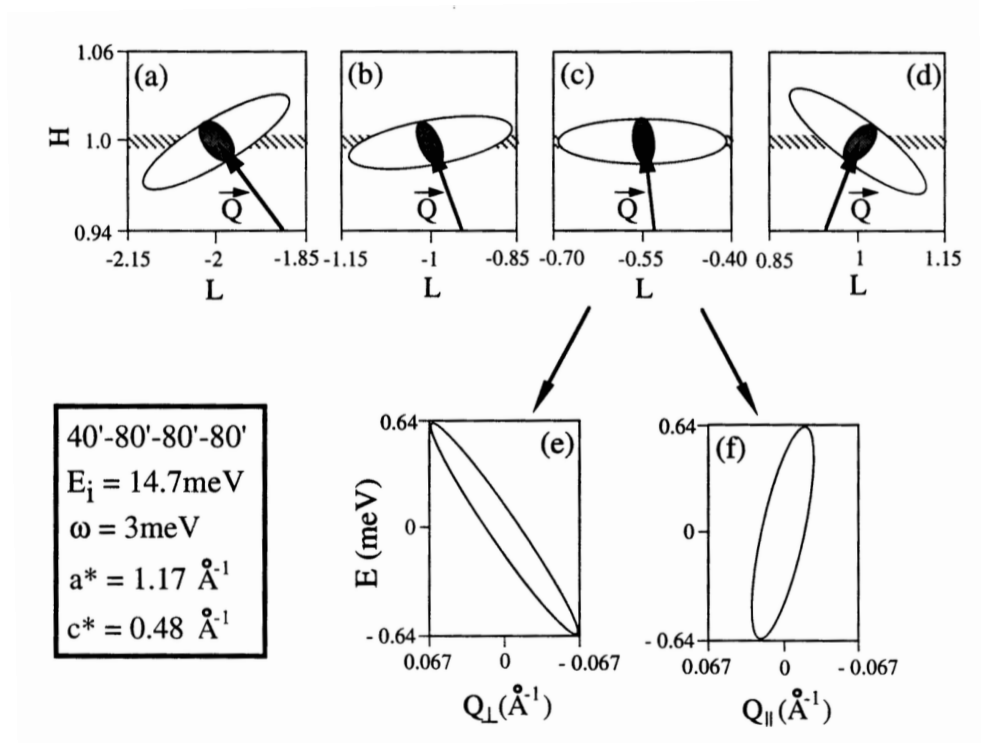 1.06
(a)
(b)
(c)
(d)
H
1.0
Q
Q
Q
Q
0.94
-2.15
-2
-1.85
-1.15
-1
-0.85
-0.70
-0.55
-0.40
0.85
1
1.15
L
L
L
L
40'-80'-80'-80'
Ei = 14.7meV
ω = 3meV
a* = 1.17 Å-1
c* = 0.48 Å-1
0.64
(e)
E (meV)
0
- 0.64
0.067
0
- 0.067
Q⊥(Å-1)
0.64
(f)
0
- 0.64
0.067
0
-0.067
Q||(Å-1)